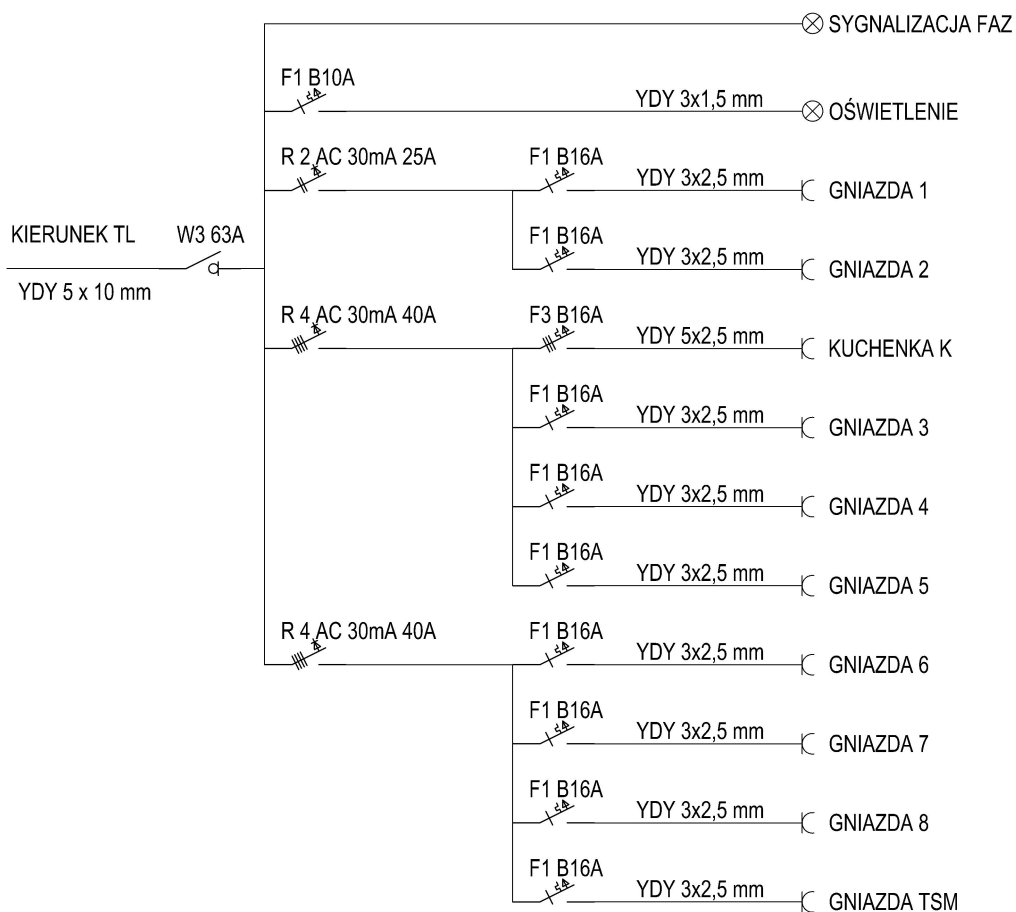 SYGNALIZACJA FAZ
F1 B10A
YDY 3x1,5 mm
OŚWIETLENIE
R 2 AC 30mA 25A
F1 B16A
YDY 3x2,5 mm
GNIAZDA 1
KIERUNEK TL
W3 63A
F1 B16A
YDY 3x2,5 mm
GNIAZDA 2
YDY 5 x 10 mm
R 4 AC 30mA 40A
F3 B16A
YDY 5x2,5 mm
KUCHENKA K
F1 B16A
YDY 3x2,5 mm
GNIAZDA 3
F1 B16A
YDY 3x2,5 mm
GNIAZDA 4
F1 B16A
YDY 3x2,5 mm
GNIAZDA 5
R 4 AC 30mA 40A
F1 B16A
YDY 3x2,5 mm
GNIAZDA 6
F1 B16A
YDY 3x2,5 mm
GNIAZDA 7
F1 B16A
YDY 3x2,5 mm
GNIAZDA 8
F1 B16A
YDY 3x2,5 mm
GNIAZDA TSM